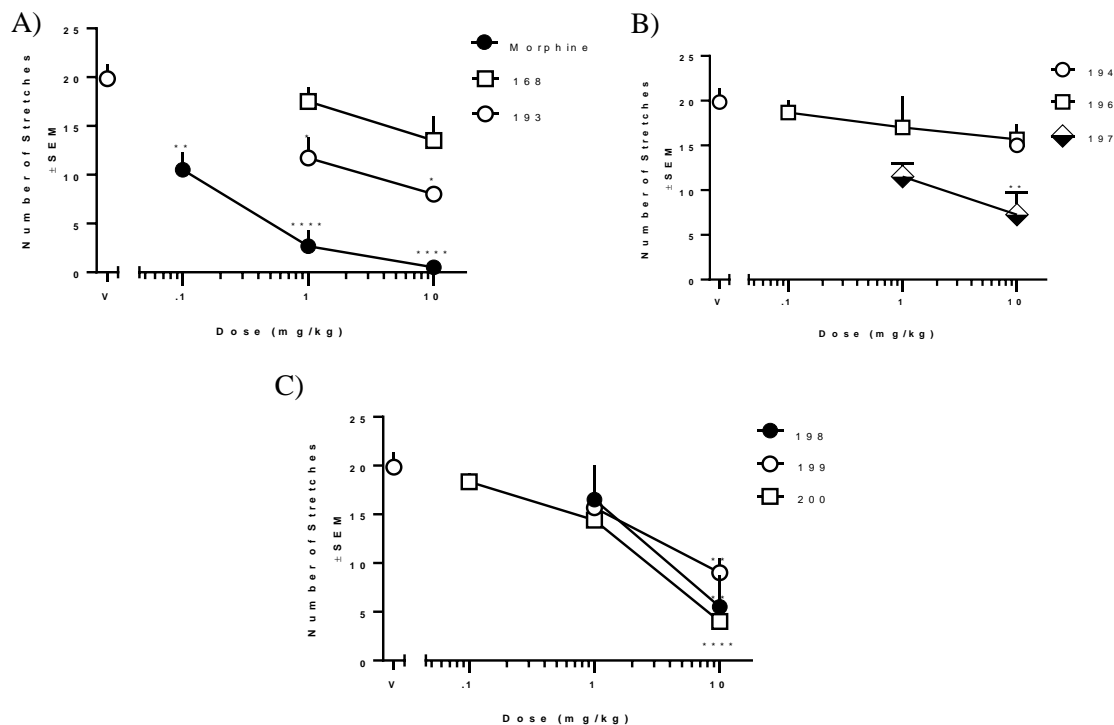 A)
25
20
15
10
5
0
Number of Stretches
±SEM
**
****
*
*
****
V
.1
1
10
Dose (mg/kg)
Morphine
168
193
B)
25
20
15
10
5
0
Number of Stretches
±SEM
**
V
.1
1
10
Dose (mg/kg)
194
196
197
C)
25
20
15
10
5
0
Number of Stretches
±SEM
**
**
****
V
.1
1
10
Dose (mg/kg)
198
199
200